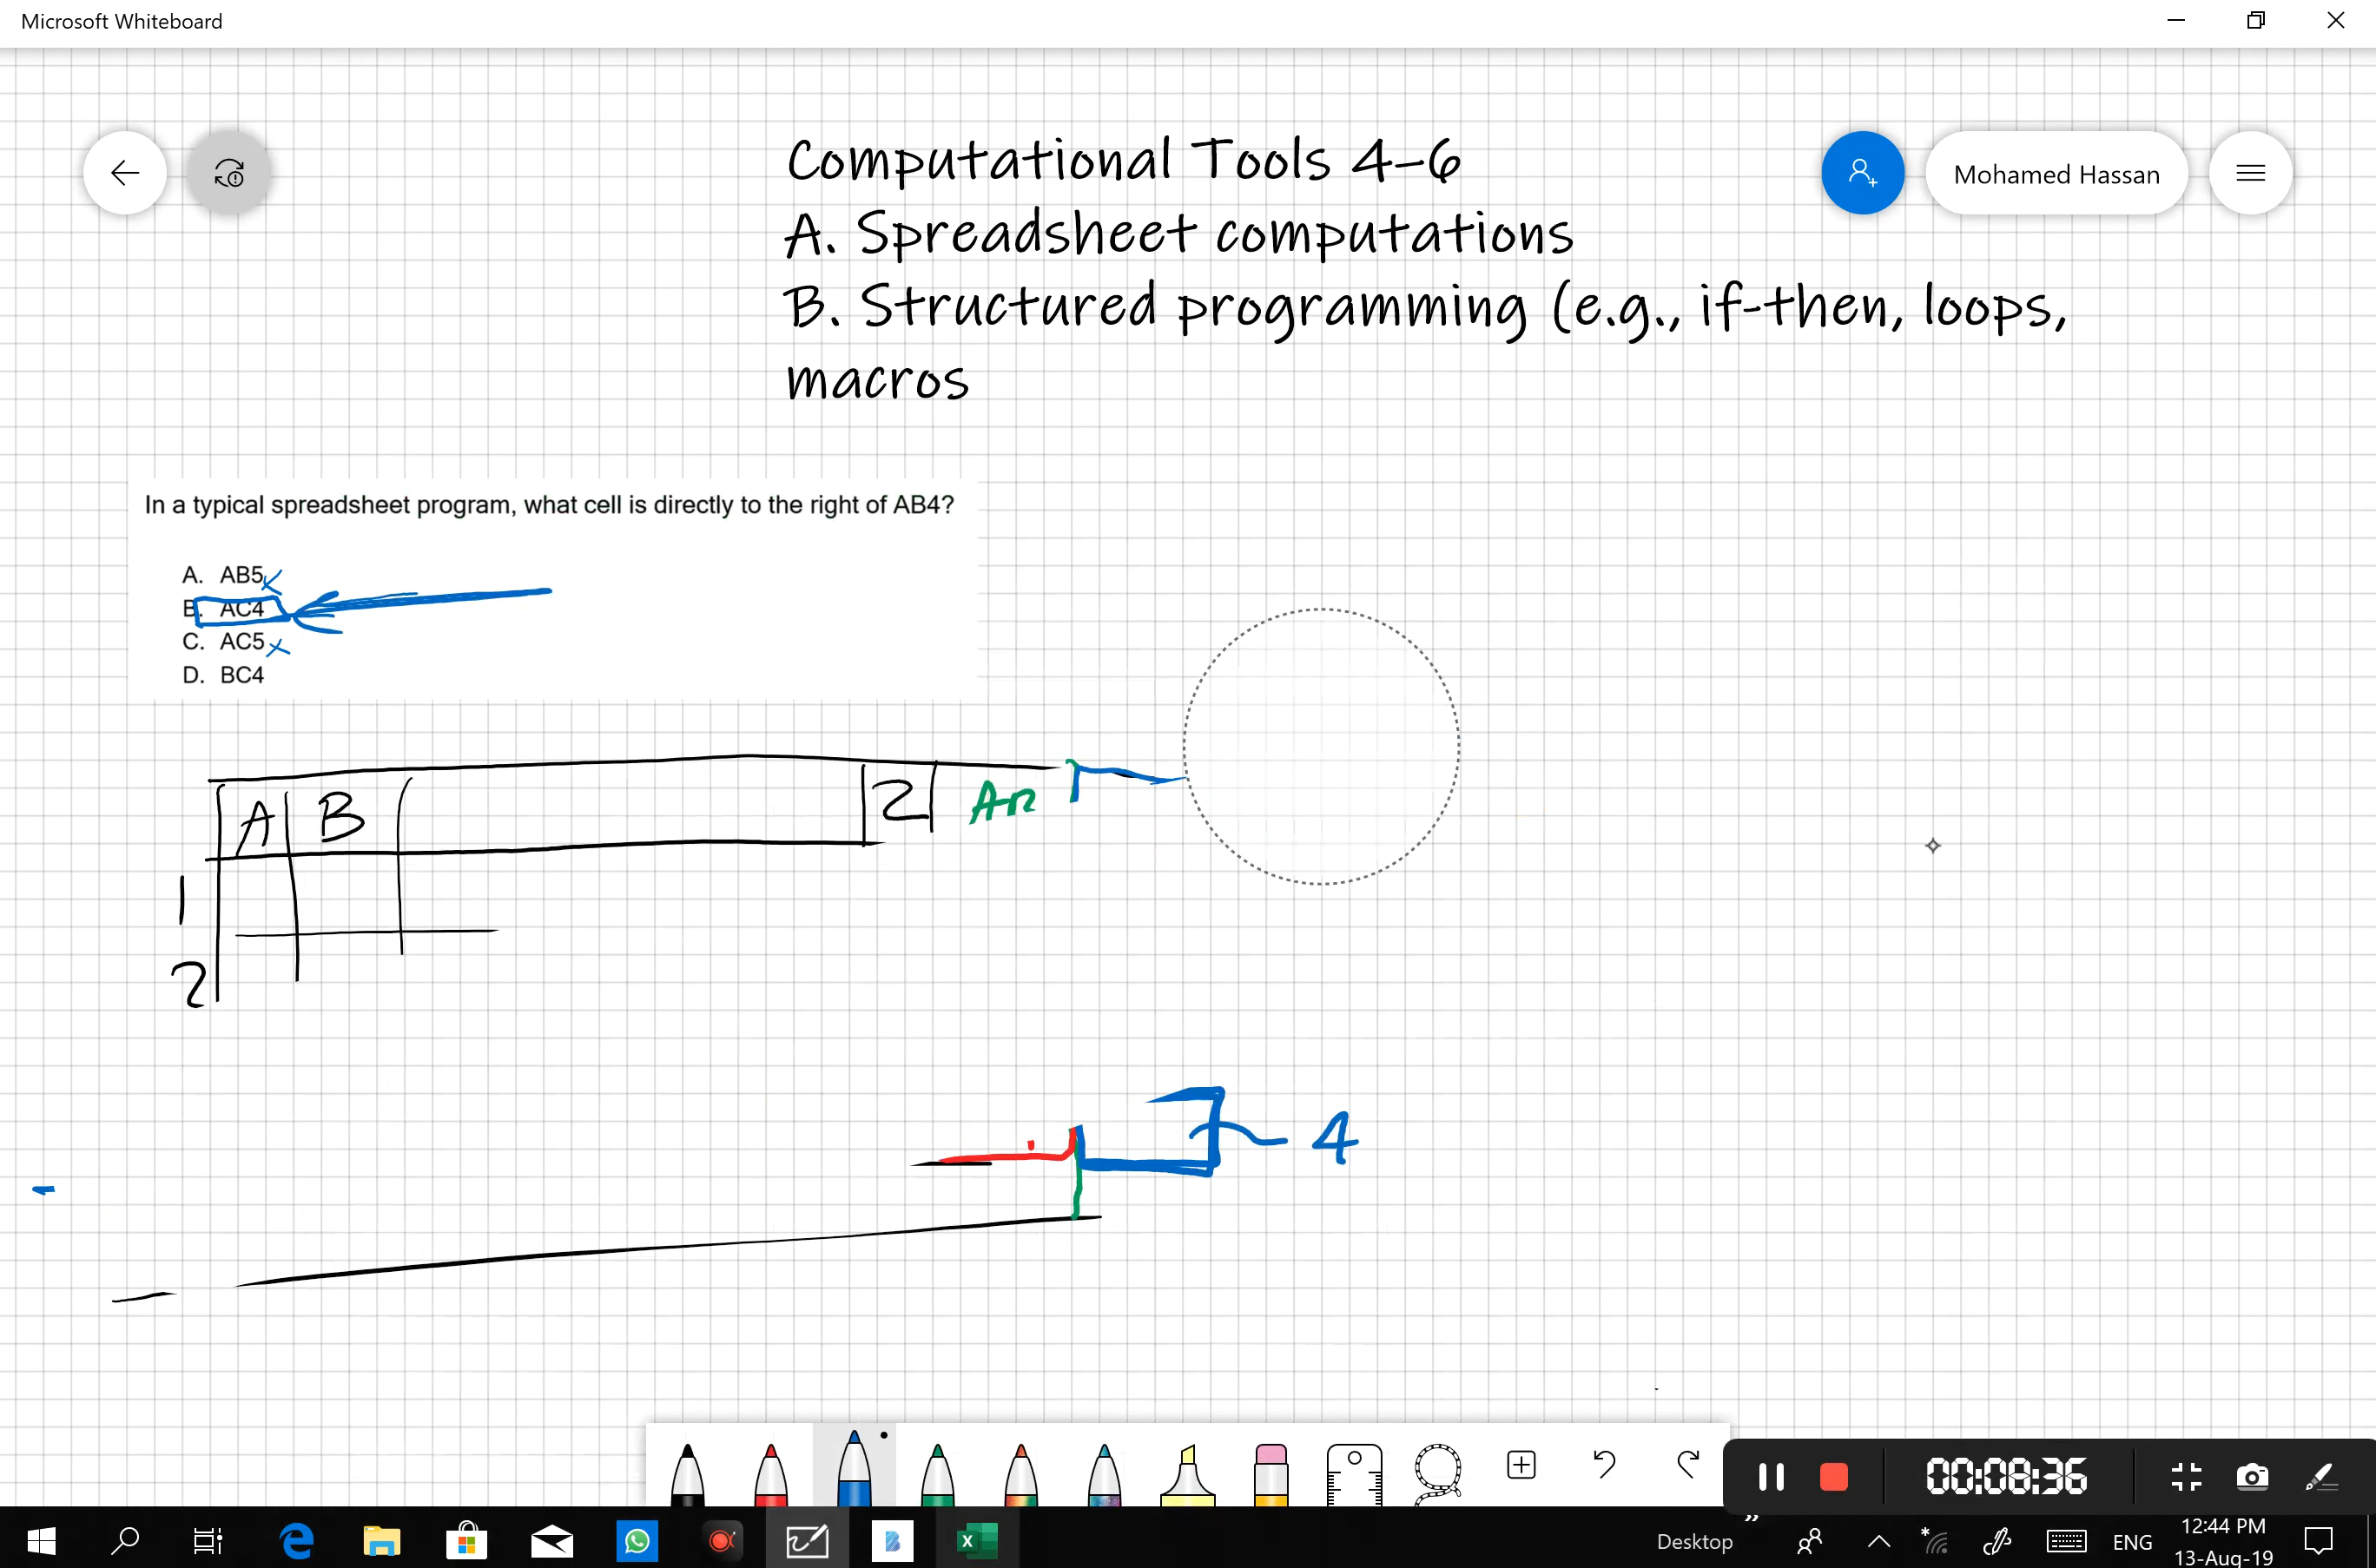 Microsoft Whiteboard
Computational Tools 4-6
Mohamed Hassan
A. Spreadsheet computations
B. Structured programming (e.g., if-then, loops,
macros
In a typical spreadsheet program, what cell is directly to the right of AB4?
A. AB5
B. AC4
C. AC5
D. BC4
A B
1
2
4
00:08:36
Desktop
ENG
12:44 PM
13-Aug-19